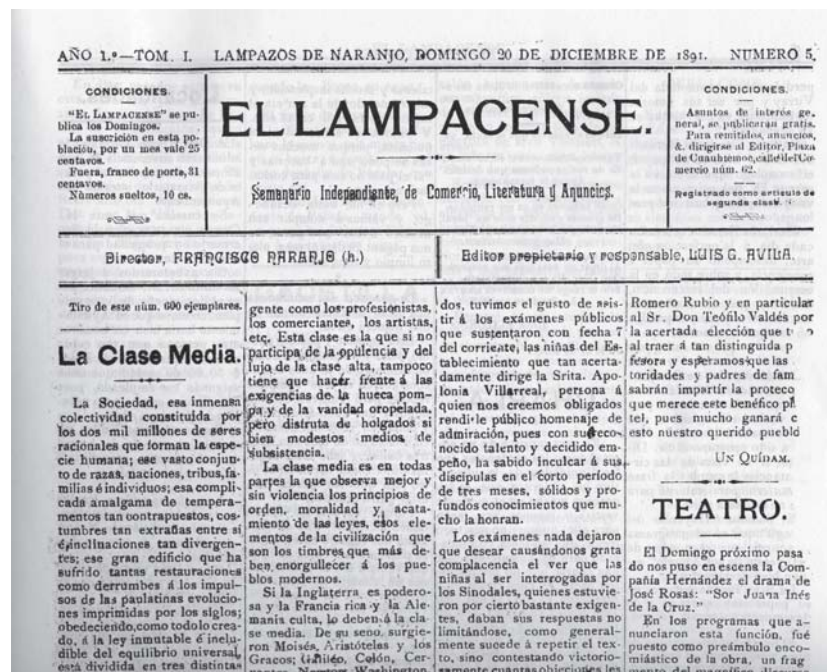 AÑO 1.º—TOM. I. LAMPAZOS DE NARANJO, DOMINGO 20 DE DICIEMBRE DE 1891. NUMERO 5.
CONDICIONES.
"EL LAMPACENSE" se publica los Domingos.
La suscrición en esta población, por un mes vale 25
centavos.
Fuera, franco de porte, 31
centavos.
Números sueltos, 10 cs.
EL LAMPACENSE.
Semanario Independiente, de Comercio, Literatura y Anuncios.
CONDICIONES.
Asuntos de interés general, se publicarán gratis.
Para remitidos, anuncios,
&. dirigirse al Editor, Plaza
de Cuauhtemoc, calle del Comercio núm. 62.
Registrado como artículo de
segunda clase.
Director, FRANCISCO NARANJO (h.)
Editor propietario y responsable, LUIS G. AVILA.
Tiro de este núm. 600 ejemplares.
La Clase Media.
La Sociedad, esa inmensa
colectividad constituida por
los dos mil millones de seres
racionales que forman la espe-
cie humana; ese vasto conjun-
to de razas, naciones, tribus, fa-
milias é individuos; esa compli-
cada amalgama de tempera-
mentos tan contrapuestos, cos-
tumbres tan extrañas entre sí
é inclinaciones tan divergen-
tes; ese gran edificio que ha
sufrido tantas restauraciones
como derrumbes á los impul-
sos de las paulatinas evolucio-
nes imprimidas por los siglos;
obedeciendo, como todo lo crea-
do, á la ley inmutable é inelu-
dible del equilibrio universal,
está dividida en tres distintas
gente como los profesionistas,
los comerciantes, los artistas,
etc. Esta clase es la que si no
participa de la opulencia y del
lujo de la clase alta, tampoco
tiene que hacer frente á las
exigencias de la hueca pom-
pa y de la vanidad oropelada,
pero disfruta de holgados si
bien modestos medios de
subsistencia.
La clase media es en todas
partes la que observa mejor y
sin violencia los principios de
orden, moralidad y acata-
miento de las leyes, esos ele-
mentos de la civilización que
son los timbres que más de-
ben enorgullecer á los pue-
blos modernos.
Si la Inglaterra es podero-
sa y la Francia rica y la Ale-
mania culta, lo deben á la cla-
se media. De su seno surgie-
ron Moisés, Aristóteles y los
Gracos; Galileo, Colón, Cer-
Washington
dos, tuvimos el gusto de asis-
tir á los exámenes públicos
que sustentaron con fecha 7
del corriente, las niñas del Es-
tablecimiento que tan acerta-
damente dirige la Srita. Apo-
lonia Villarreal, persona á
quien nos creemos obligados
rendirle público homenaje de
admiración, pues con su reco-
nocido talento y decidido em-
peño, ha sabido inculcar á sus
discípulas en el corto período
de tres meses, sólidos y pro-
fundos conocimientos que mu-
cho la honran.
Los exámenes nada dejaron
que desear causándonos grata
complacencia el ver que las
niñas al ser interrogadas por
los Sinodales, quienes estuvie-
ron por cierto bastante exigen-
tes, daban sus respuestas no
limitándose, como general-
mente sucede á repetir el tex-
to, sino contestando victorio-
samente cuantas objecciones les
Romero Rubio y en particular
al Sr. Don Teófilo Valdés por
la acertada elección que
al traer á tan distinguida p
fesora y esperamos que las
toridades y padres de fam
sabrán impartir la proteco
que merece este benéfico pl
tel, pues mucho ganará c
esto nuestro querido puebl
UN QUÍDAM.
TEATRO.
El Domingo próximo pasa
do nos puso en escena la Com-
pañía Hernández el drama de
José Rosas: "Sor Juana Inés
de la Cruz."
En los programas que a-
nunciaron esta función, fué
puesto como preámbulo enco-
miástico de la obra, un frag